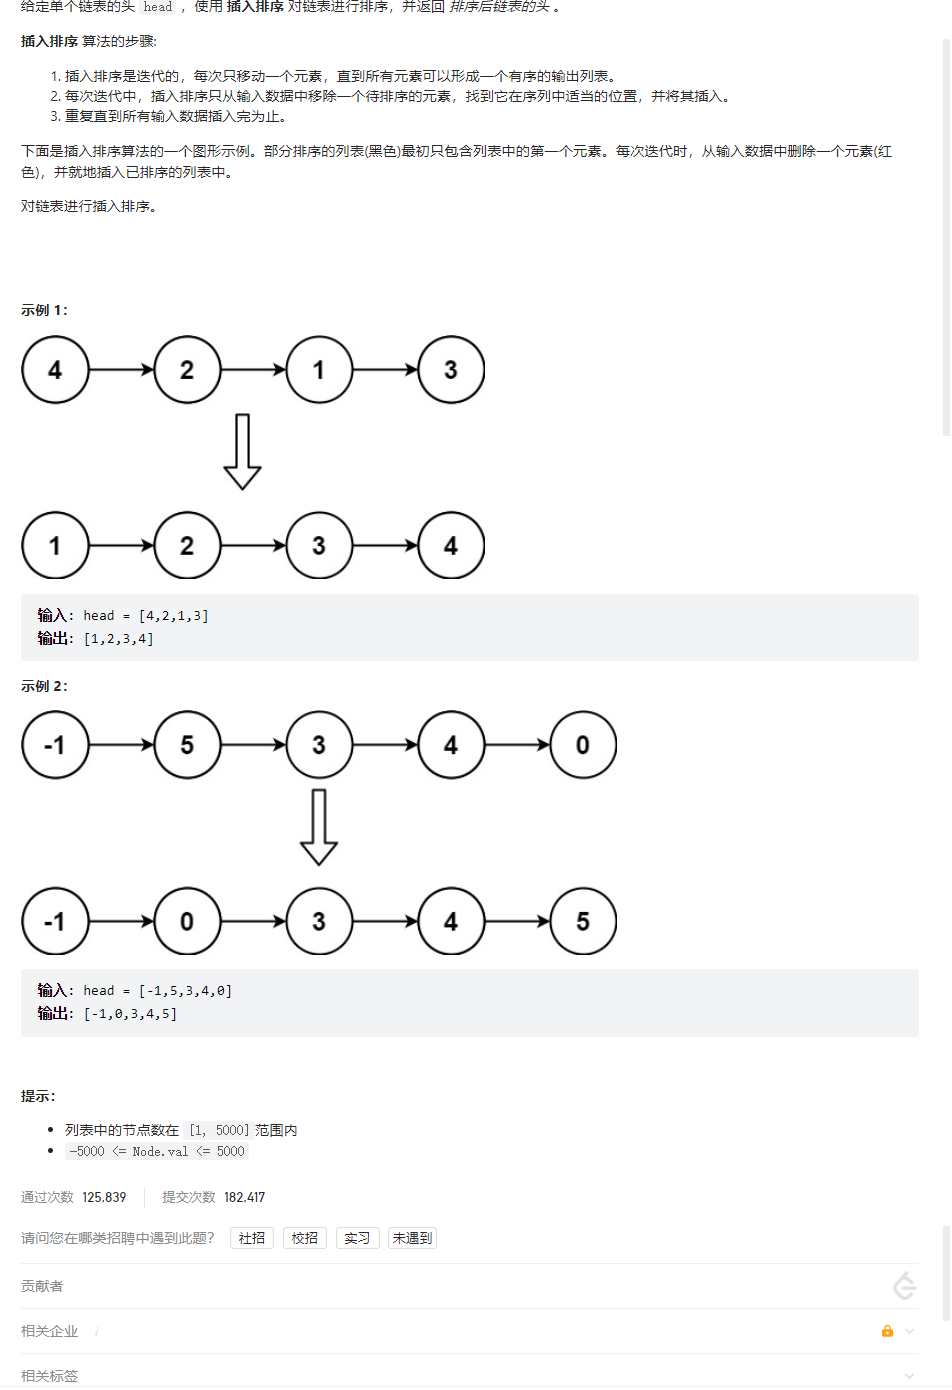 给定单个链表的头 head ，使用 插入排序 对链表进行排序，并返回 排序后链表的头 。
插入排序 算法的步骤:
1. 插入排序是迭代的，每次只移动一个元素，直到所有元素可以形成一个有序的输出列表。
2. 每次迭代中，插入排序只从输入数据中移除一个待排序的元素，找到它在序列中适当的位置，并将其插入。
3. 重复直到所有输入数据插入完为止。
下面是插入排序算法的一个图形示例。部分排序的列表(黑色)最初只包含列表中的第一个元素。每次迭代时，从输入数据中删除一个元素(红
色)，并就地插入已排序的列表中。
对链表进行插入排序。
示例 1：
4 2 1 3
1 2 3 4
输入: head = [4,2,1,3]
输出: [1,2,3,4]
示例 2：
-1 5 3 4 0
-1 0 3 4 5
输入: head = [-1,5,3,4,0]
输出: [-1,0,3,4,5]
提示：
• 列表中的节点数在 [1, 5000] 范围内
• -5000 <= Node.val <= 5000
通过次数 125,839 提交次数 182,417
请问您在哪类招聘中遇到此题? 社招 校招 实习 未遇到
贡献者
相关企业 i
相关标签